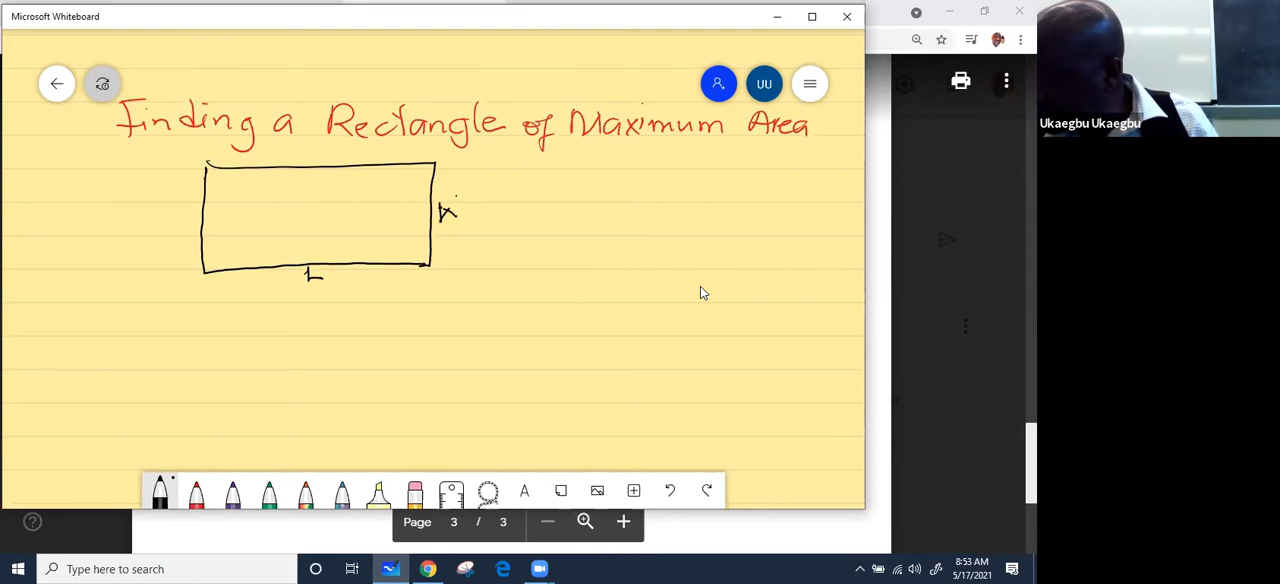 Microsoft Whiteboard
UU
Ukaegbu Ukaegbu
Finding a Rectangle of Maximum Area
L
A
Page 3 / 3
Type here to search
8:53 AM
5/17/2021